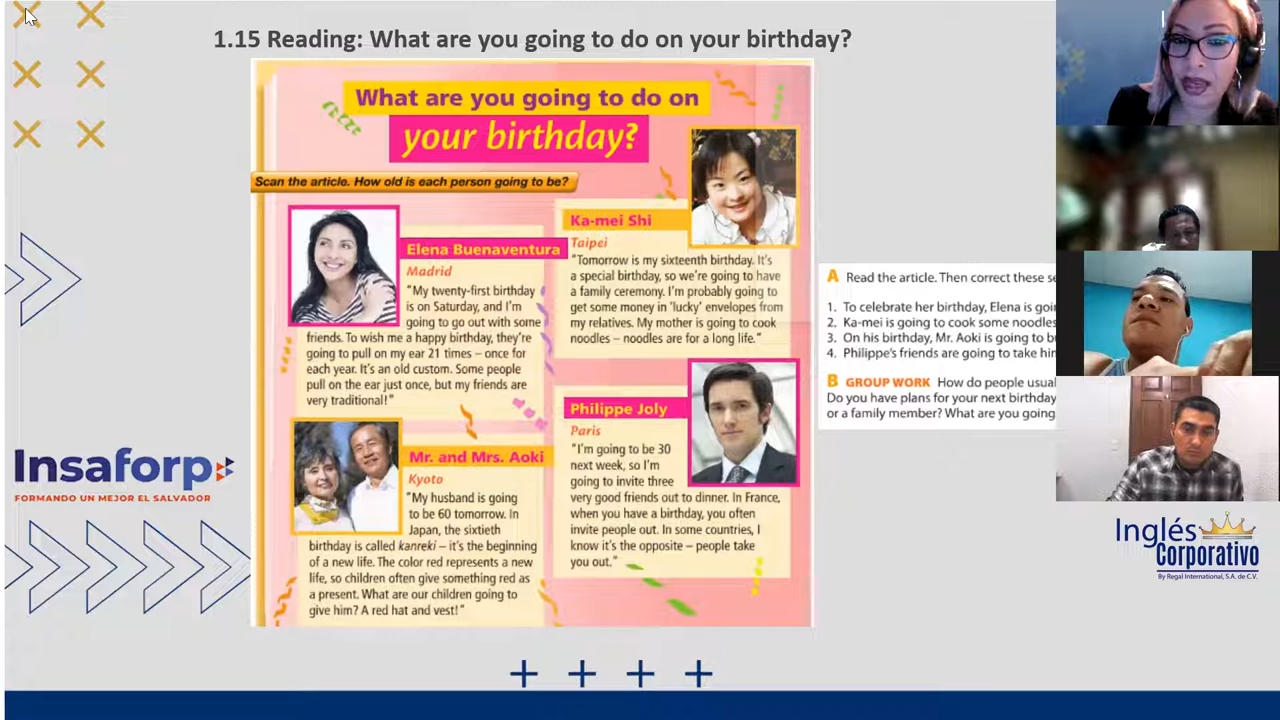 1.15 Reading: What are you going to do on your birthday?
What are you going to do on
your birthday?
Scan the article. How old is each person going to be?
Elena Buenaventura
Madrid
"My twenty-first birthday
is on Saturday, and I'm
going to go out with some
friends. To wish me a happy birthday, they're
going to pull on my ear 21 times – once for
each year. It's an old custom. Some people
pull on the ear just once, but my friends are
very traditional!"
Mr. and Mrs. Aoki
Kyoto
"My husband is going
to be 60 tomorrow. In
Japan, the sixtieth
birthday is called kanreki – it's the beginning
of a new life. The color red represents a new
life, so children often give something red as
a present. What are our children going to
give him? A red hat and vest!"
Ka-mei Shi
Taipei
"Tomorrow is my sixteenth birthday. It's
a special birthday, so we're going to have
a family ceremony. I'm probably going to
get some money in 'lucky' envelopes from
my relatives. My mother is going to cook
noodles – noodles are for a long life."
Philippe Joly
Paris
"I'm going to be 30
next week, so I'm
going to invite three
very good friends out to dinner. In France,
when you have a birthday, you often
invite people out. In some countries, I
know it's the opposite – people take
you out."
A Read the article. Then correct these se
1. To celebrate her birthday, Elena is goin
2. Ka-mei is going to cook some noodles
3. On his birthday, Mr. Aoki is going to b
4. Philippe's friends are going to take hin
B GROUP WORK How do people usual
Do you have plans for your next birthday
or a family member? What are you going
Insaforp
FORMANDO UN MEJOR EL SALVADOR
Inglés
Corporativo
By Regal International, S.A. de C.V.